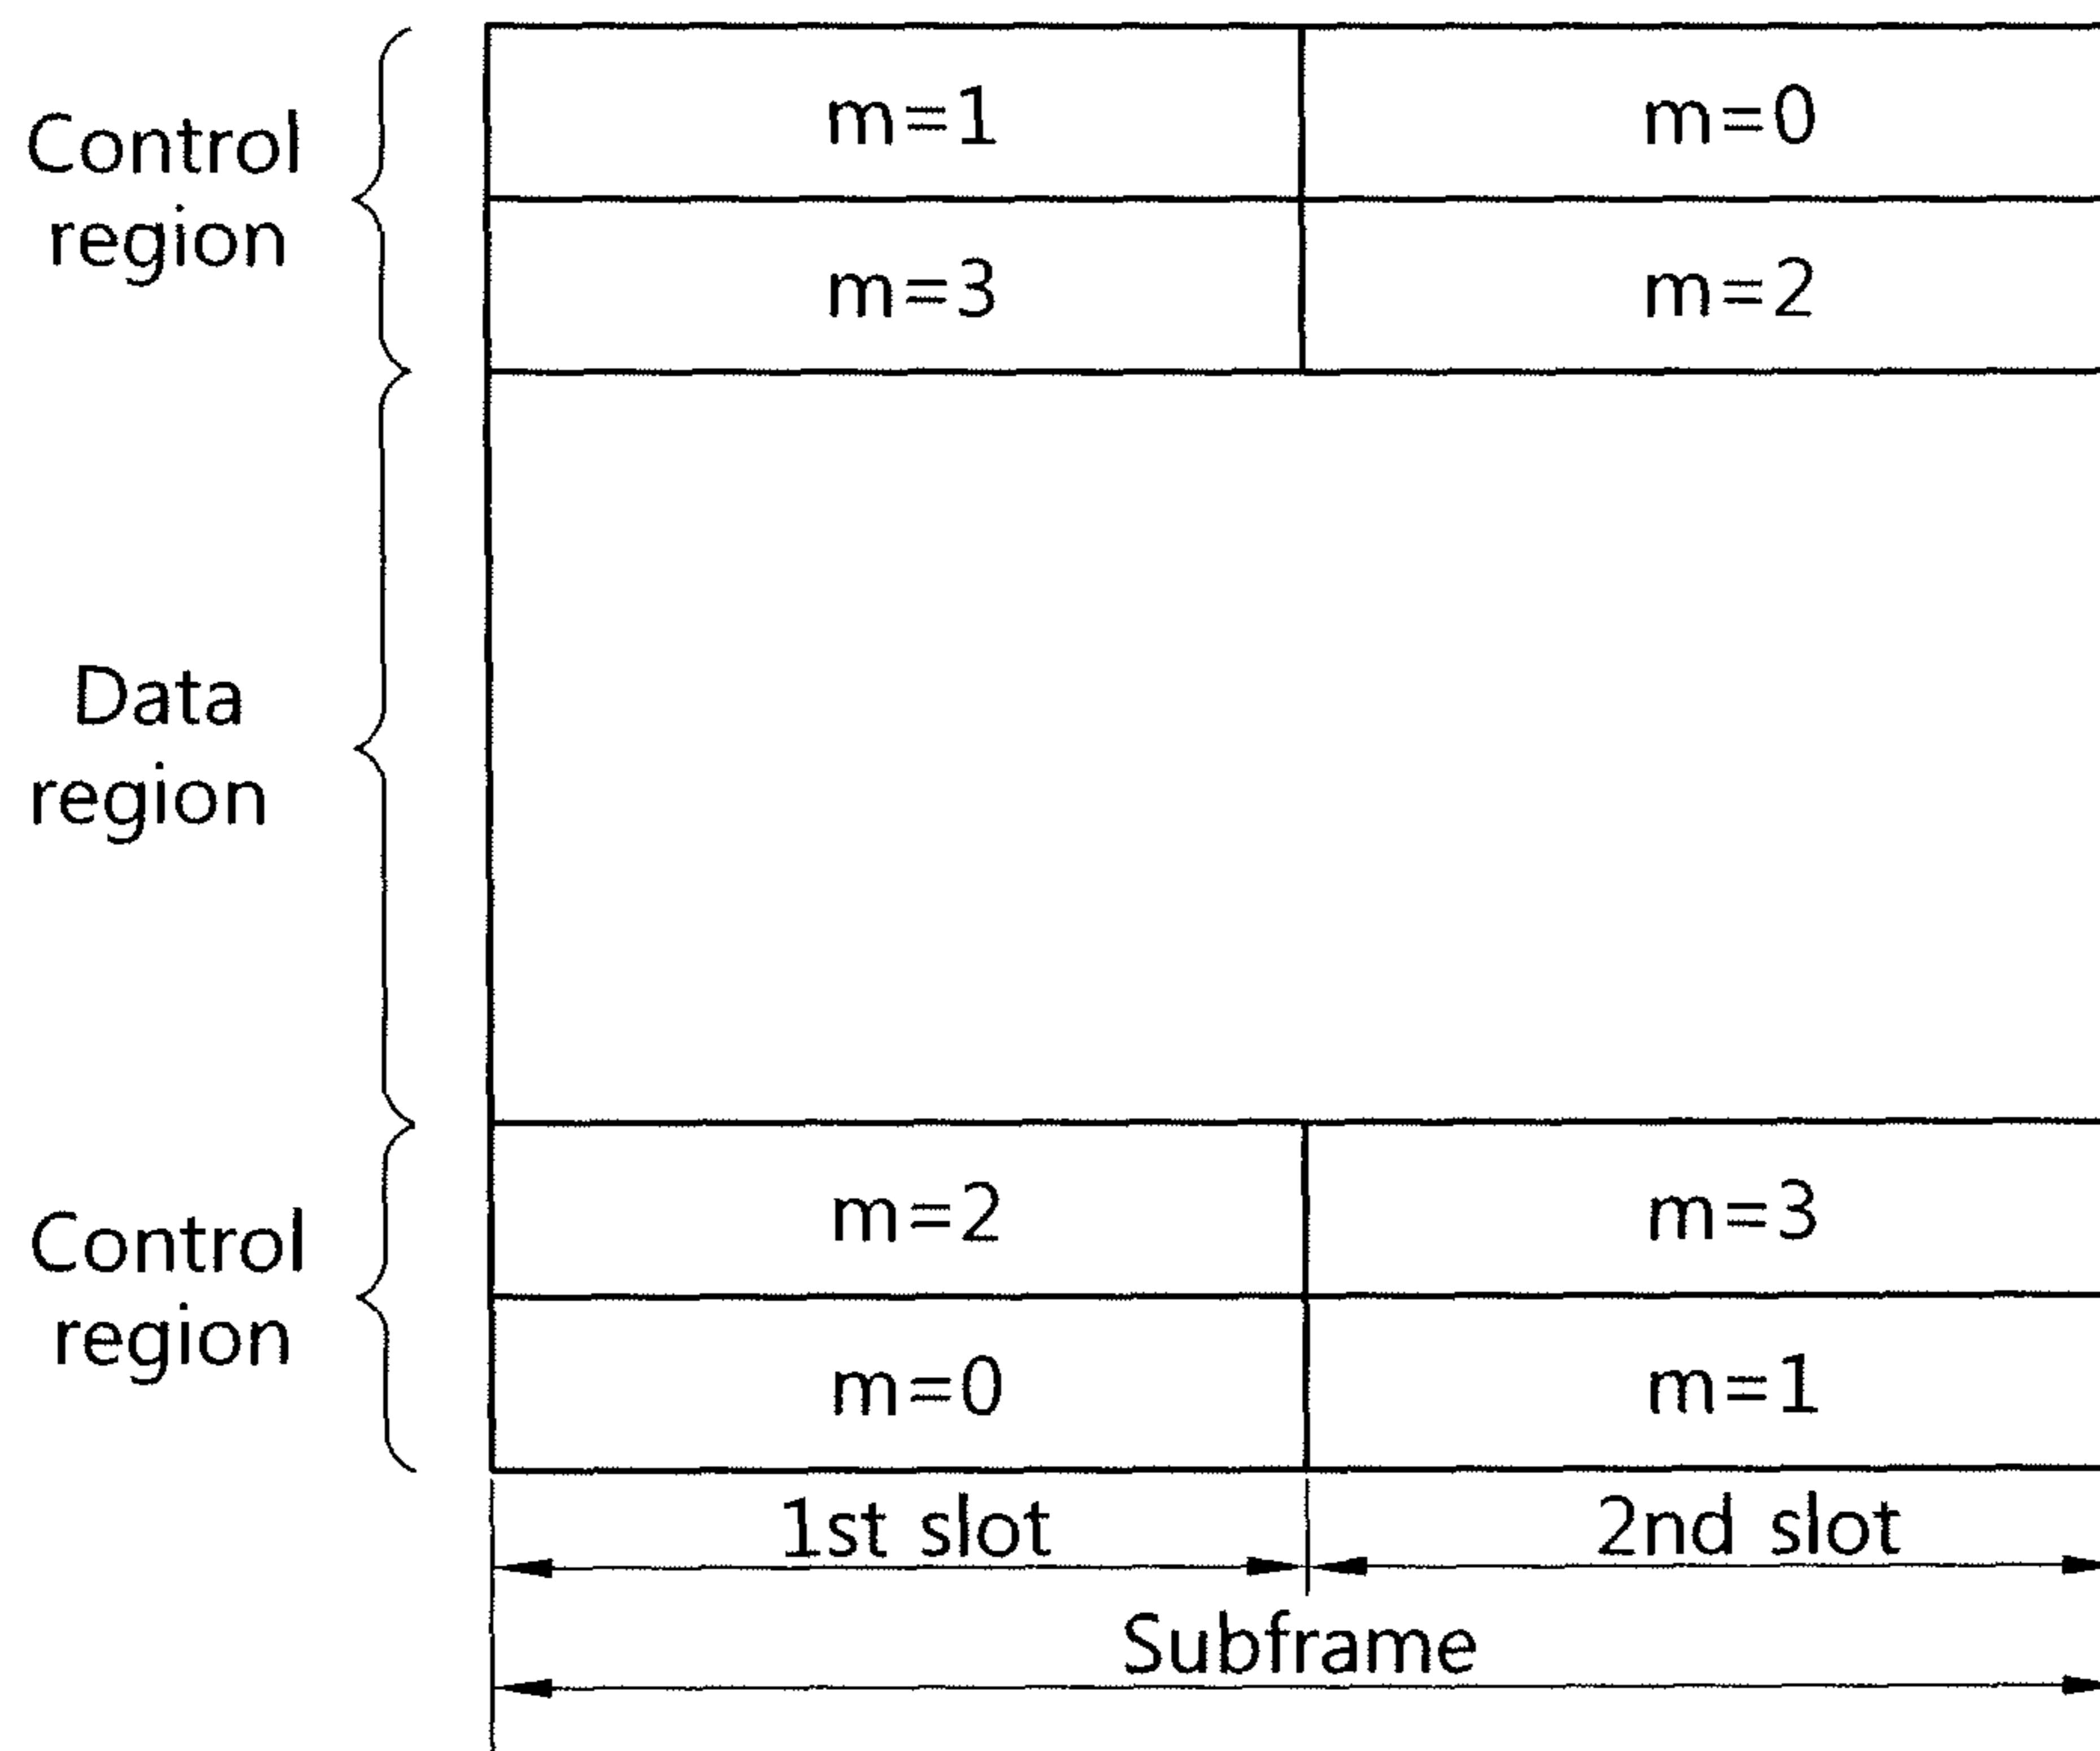 Control
region
m=1 m=0
m=3 m=2
Data
region
Control
region
m=2 m=3
m=0 m=1
1st slot 2nd slot
Subframe